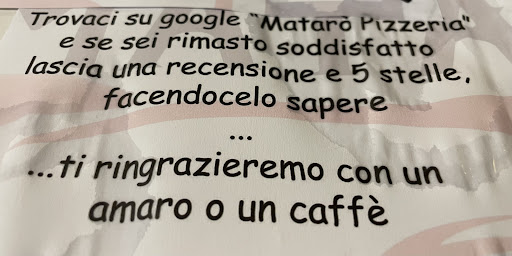 Trovaci su google "Matarò Pizzeria"
e se sei rimasto soddisfatto
lascia una recensione e 5 stelle,
facendocelo sapere
...
...ti ringrazieremo con un
amaro o un caffè